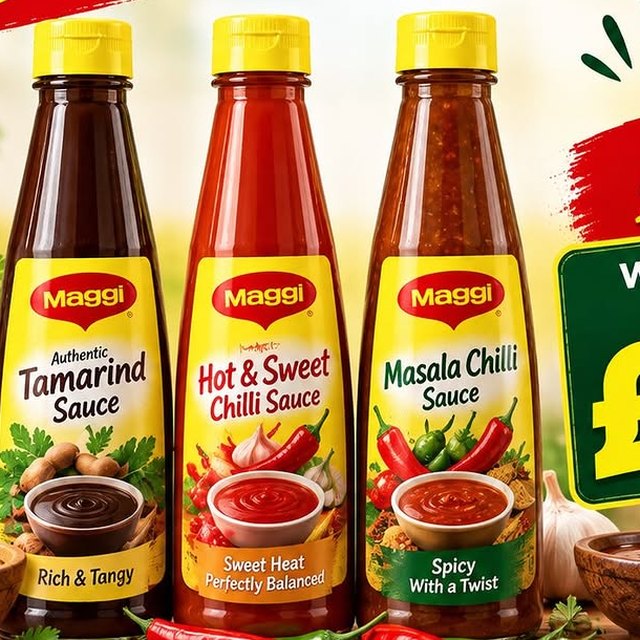 Maggi
®
Authentic
Tamarind
Sauce
Rich & Tangy
Maggi
®
Hot & Sweet
Chilli Sauce
Sweet Heat
Perfectly Balanced
Maggi
®
Masala Chilli
Sauce
Spicy
With a Twist
W
£